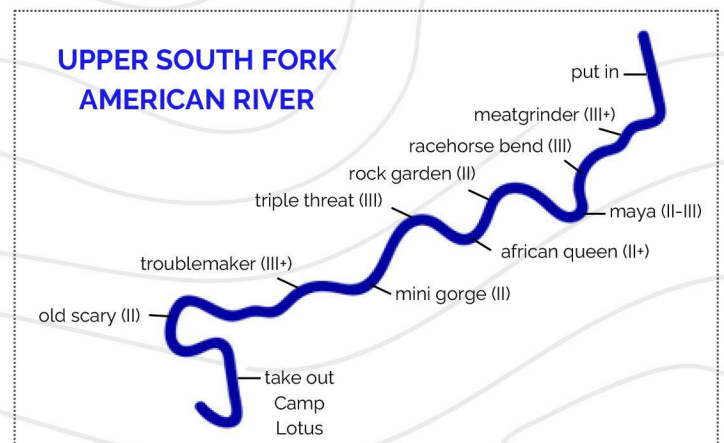 UPPER SOUTH FORK
AMERICAN RIVER
put in
meatgrinder (III+)
racehorse bend (III)
rock garden (II)
maya (II-III)
triple threat (III)
african queen (II+)
troublemaker (III+)
mini gorge (II)
old scary (II)
take out
Camp
Lotus